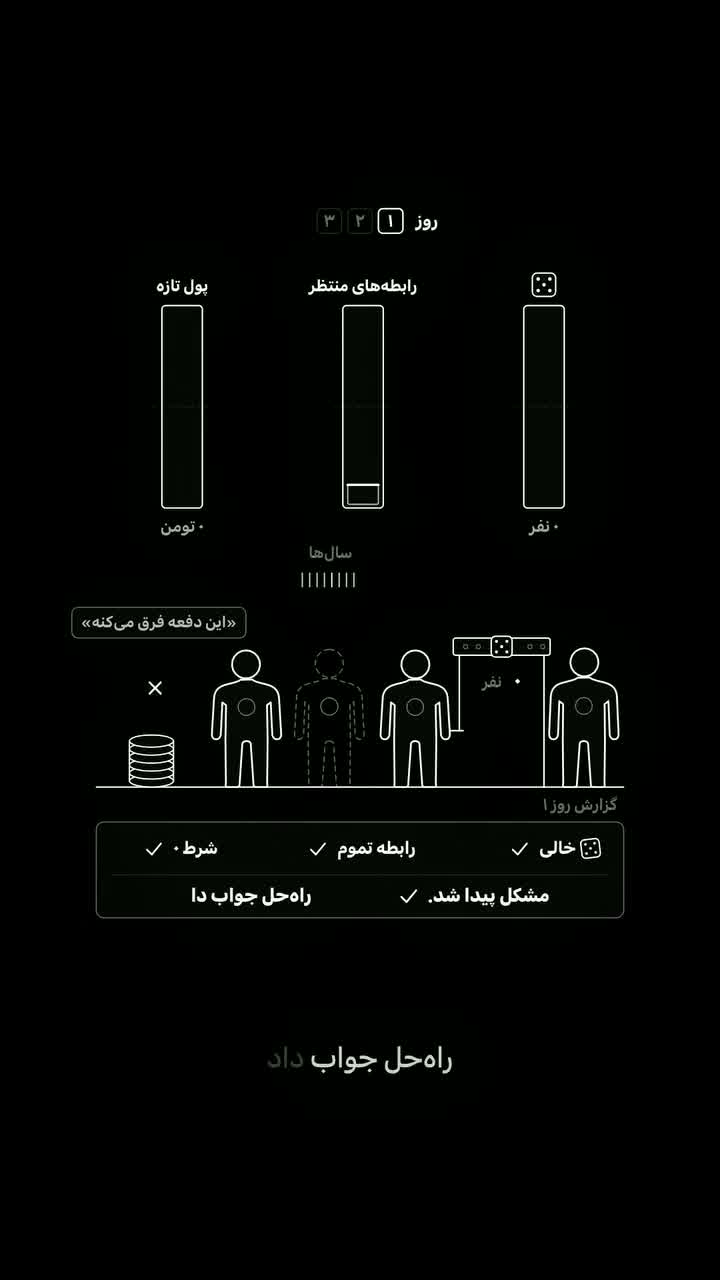 روز ۱ ۲ ۳
رابطه‌های منتظر
پول تازه
۰ نفر
۰ تومن
سال‌ها
«این دفعه فرق می‌کنه»
۰ نفر
گزارش روز ۱
خالی
رابطه تموم
شرط ۰
مشکل پیدا شد.
راه‌حل جواب دا
راه‌حل جواب داد